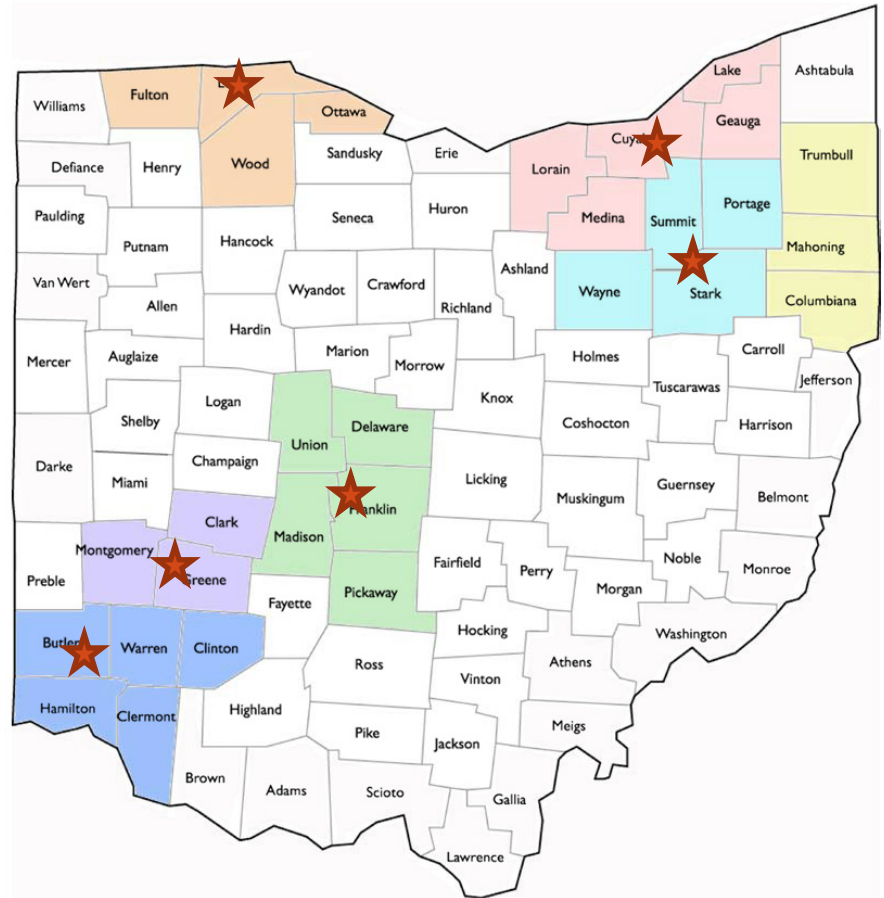 Lake
Ashtabula
Fulton
Williams
Ottawa
Geauga
Cuya
Sandusky
Erie
Trumbull
Wood
Defiance
Henry
Lorain
Portage
Paulding
Seneca
Huron
Medina
Summit
Putnam
Hancock
Mahoning
Van Wert
Ashland
Wyandot
Crawford
Wayne
Stark
Columbiana
Allen
Richland
Hardin
Mercer
Auglaize
Marion
Morrow
Holmes
Carroll
Jefferson
Tuscarawas
Logan
Knox
Shelby
Delaware
Coshocton
Harrison
Union
Darke
Champaign
Licking
Miami
Guernsey
Belmont
Muskingum
Franklin
Clark
Madison
Montgomery
Noble
Fairfield
Perry
Monroe
Preble
Greene
Morgan
Pickaway
Fayette
Hocking
Washington
Butler
Warren
Clinton
Ross
Athens
Vinton
Hamilton
Clermont
Highland
Meigs
Pike
Jackson
Brown
Adams
Scioto
Gallia
Lawrence